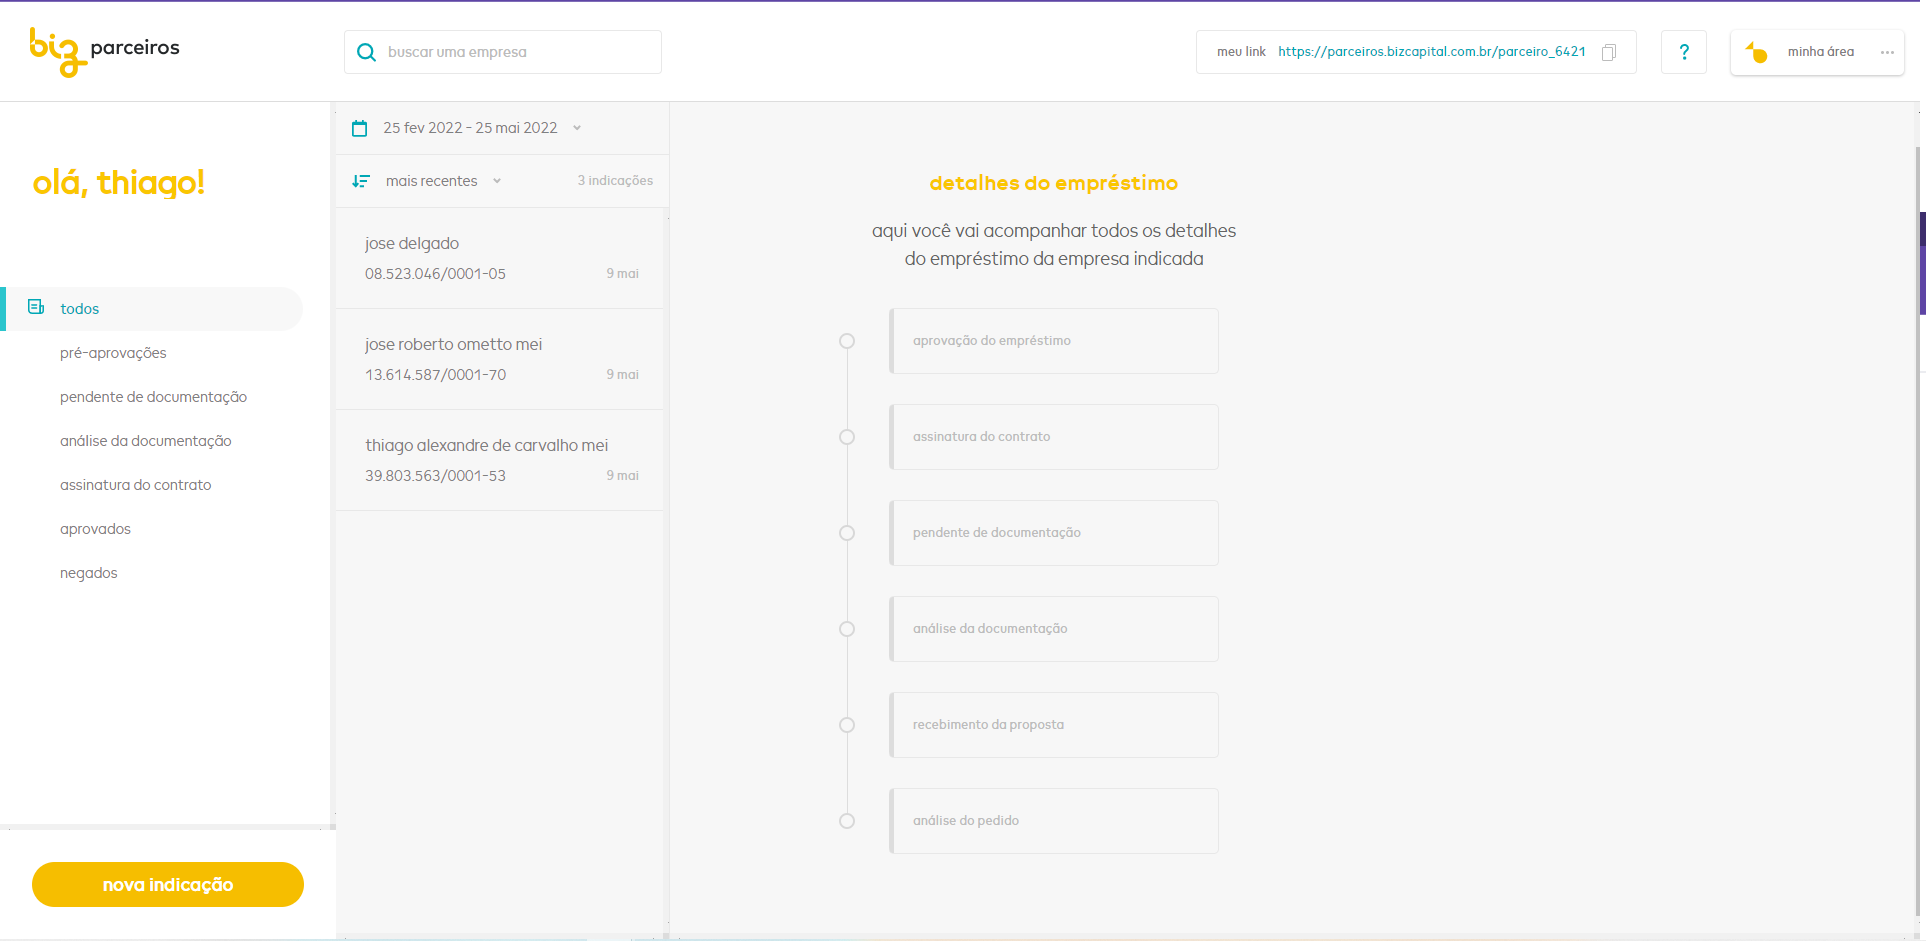 biz parceiros
buscar uma empresa
meu link https://parceiros.bizcapital.com.br/parceiro_6421
?
minha área
olá, thiago!
todos
pré-aprovações
pendente de documentação
análise da documentação
assinatura do contrato
aprovados
negados
nova indicação
25 fev 2022 - 25 mai 2022
mais recentes
3 indicações
jose delgado
08.523.046/0001-05 9 mai
jose roberto ometto mei
13.614.587/0001-70 9 mai
thiago alexandre de carvalho mei
39.803.563/0001-53 9 mai
detalhes do empréstimo
aqui você vai acompanhar todos os detalhes
do empréstimo da empresa indicada
aprovação do empréstimo
assinatura do contrato
pendente de documentação
análise da documentação
recebimento da proposta
análise do pedido